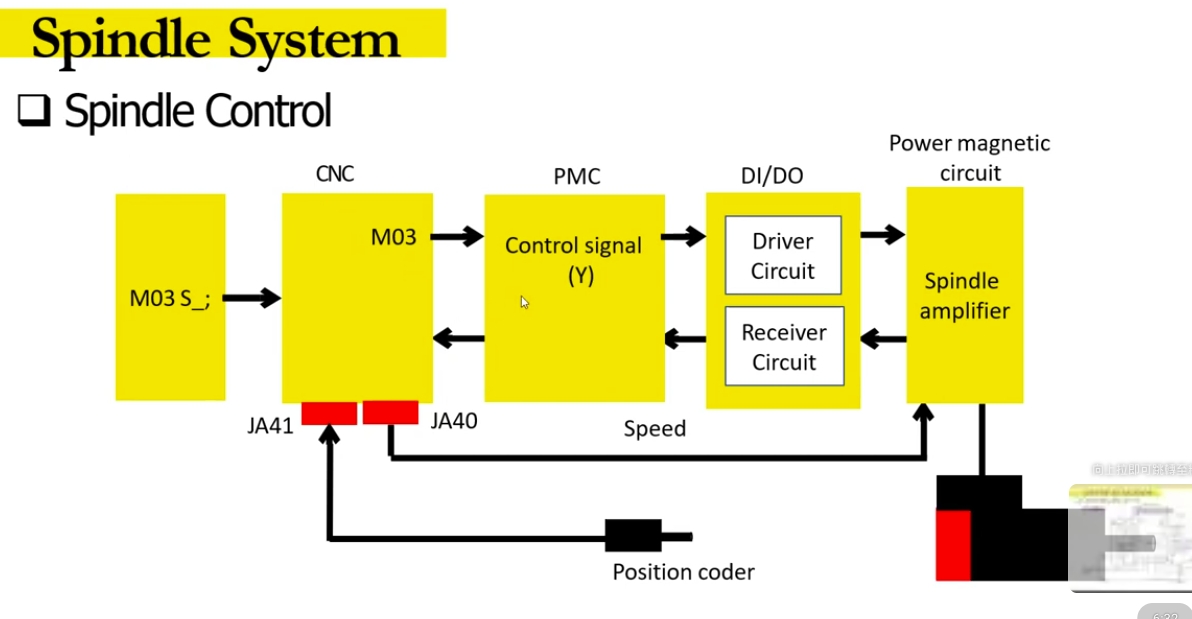 Spindle System
Spindle Control
Power magnetic
circuit
CNC
PMC
DI/DO
M03 S_;
M03
Control signal
(Y)
Driver
Circuit
Receiver
Circuit
Spindle
amplifier
JA41
JA40
Speed
Position coder